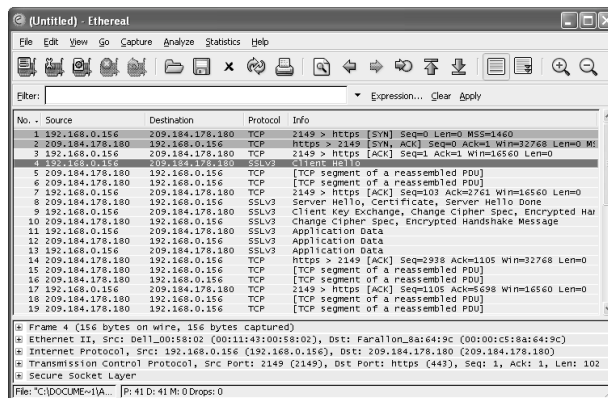 (Untitled) - Ethereal
File Edit View Go Capture Analyze Statistics Help
Filter: Expression... Clear Apply
No. - Source Destination Protocol Info
1 192.168.0.156 209.184.178.180 TCP 2149 > https [SYN] Seq=0 Len=0 MSS=1460
2 209.184.178.180 192.168.0.156 TCP https > 2149 [SYN, ACK] Seq=0 Ack=1 Win=32768 Len=0 MS
3 192.168.0.156 209.184.178.180 TCP 2149 > https [ACK] Seq=1 Ack=1 Win=16560 Len=0
4 192.168.0.156 209.184.178.180 SSLv3 Client Hello
5 209.184.178.180 192.168.0.156 TCP [TCP segment of a reassembled PDU]
6 209.184.178.180 192.168.0.156 TCP [TCP segment of a reassembled PDU]
7 192.168.0.156 209.184.178.180 TCP 2149 > https [ACK] Seq=103 Ack=2761 Win=16560 Len=0
8 209.184.178.180 192.168.0.156 SSLv3 Server Hello, Certificate, Server Hello Done
9 192.168.0.156 209.184.178.180 SSLv3 Client Key Exchange, Change Cipher Spec, Encrypted Han
10 209.184.178.180 192.168.0.156 SSLv3 Change Cipher Spec, Encrypted Handshake Message
11 192.168.0.156 209.184.178.180 SSLv3 Application Data
12 209.184.178.180 192.168.0.156 SSLv3 Application Data
13 192.168.0.156 209.184.178.180 SSLv3 Application Data
14 209.184.178.180 192.168.0.156 TCP https > 2149 [ACK] Seq=2938 Ack=1105 Win=32768 Len=0
15 209.184.178.180 192.168.0.156 TCP [TCP segment of a reassembled PDU]
16 209.184.178.180 192.168.0.156 TCP [TCP segment of a reassembled PDU]
17 192.168.0.156 209.184.178.180 TCP 2149 > https [ACK] Seq=1105 Ack=5698 Win=16560 Len=0
18 209.184.178.180 192.168.0.156 TCP [TCP segment of a reassembled PDU]
19 209.184.178.180 192.168.0.156 TCP [TCP segment of a reassembled PDU]
Frame 4 (156 bytes on wire, 156 bytes captured)
Ethernet II, Src: Dell_00:58:02 (00:11:43:00:58:02), Dst: Farallon_8a:64:9c (00:00:c5:8a:64:9c)
Internet Protocol, Src: 192.168.0.156 (192.168.0.156), Dst: 209.184.178.180 (209.184.178.180)
Transmission Control Protocol, Src Port: 2149 (2149), Dst Port: https (443), Seq: 1, Ack: 1, Len: 102
Secure Socket Layer
File: "C:\DOCUME~1\A... P: 41 D: 41 M: 0 Drops: 0